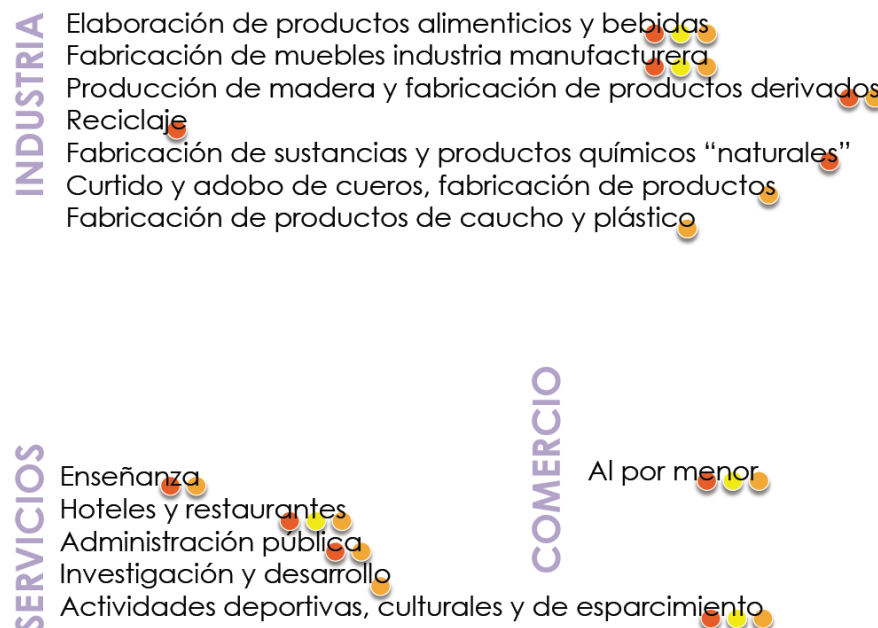 INDUSTRIA
Elaboración de productos alimenticios y bebidas
Fabricación de muebles industria manufacturera
Producción de madera y fabricación de productos derivados
Reciclaje
Fabricación de sustancias y productos químicos “naturales”
Curtido y adobo de cueros, fabricación de productos
Fabricación de productos de caucho y plástico
SERVICIOS
Enseñanza
Hoteles y restaurantes
Administración pública
Investigación y desarrollo
Actividades deportivas, culturales y de esparcimiento
COMERCIO
Al por menor